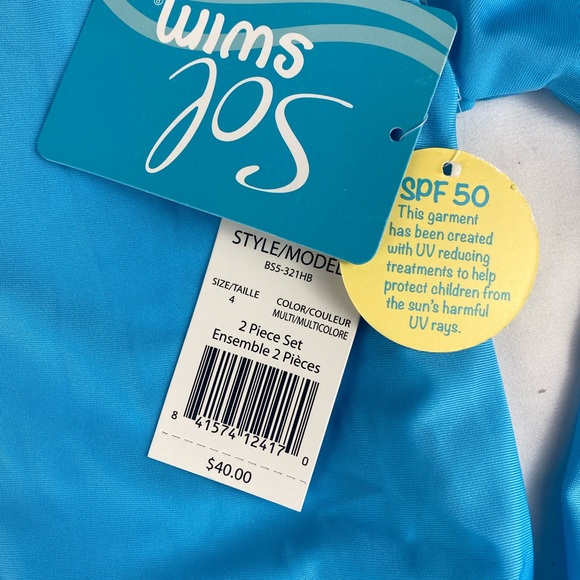 Sol
swim
®
SPF 50
This garment
has been created
with UV reducing
treatments to help
protect children from
the sun's harmful
UV rays.
STYLE/MODEL
BS5-321HB
SIZE/TAILLE
4
COLOR/COULEUR
MULTI/MULTICOLORE
2 Piece Set
Ensemble 2 Pièces
8 41574 12417 0
$40.00